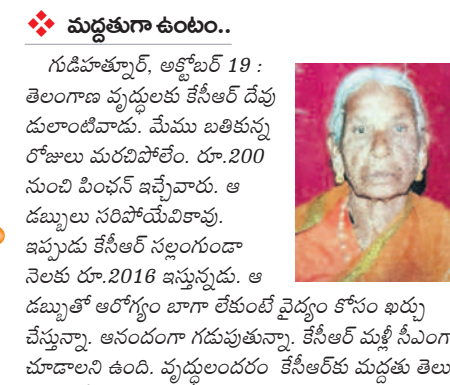 మద్దతుగా ఉంటం..
గుడిహత్నూర్, అక్టోబర్ 19 :
తెలంగాణ వృద్ధులకు కేసీఆర్ దేవు
డులాంటివాడు. మేము బతికున్న
రోజులు మరచిపోలేం. రూ.200
నుంచి పింఛన్ ఇచ్చేవారు. ఆ
డబ్బులు సరిపోయేవికావు.
ఇప్పుడు కేసీఆర్ సల్లంగుండా
నెలకు రూ.2016 ఇస్తున్నడు. ఆ
డబ్బుతో ఆరోగ్యం బాగా లేకుంటే వైద్యం కోసం ఖర్చు
చేస్తున్నా. ఆనందంగా గడుపుతున్నా. కేసీఆర్ మళ్లీ సీఎంగ
చూడాలని ఉంది. వృద్ధులందరం కేసీఆర్‌కు మద్దతు తెలు